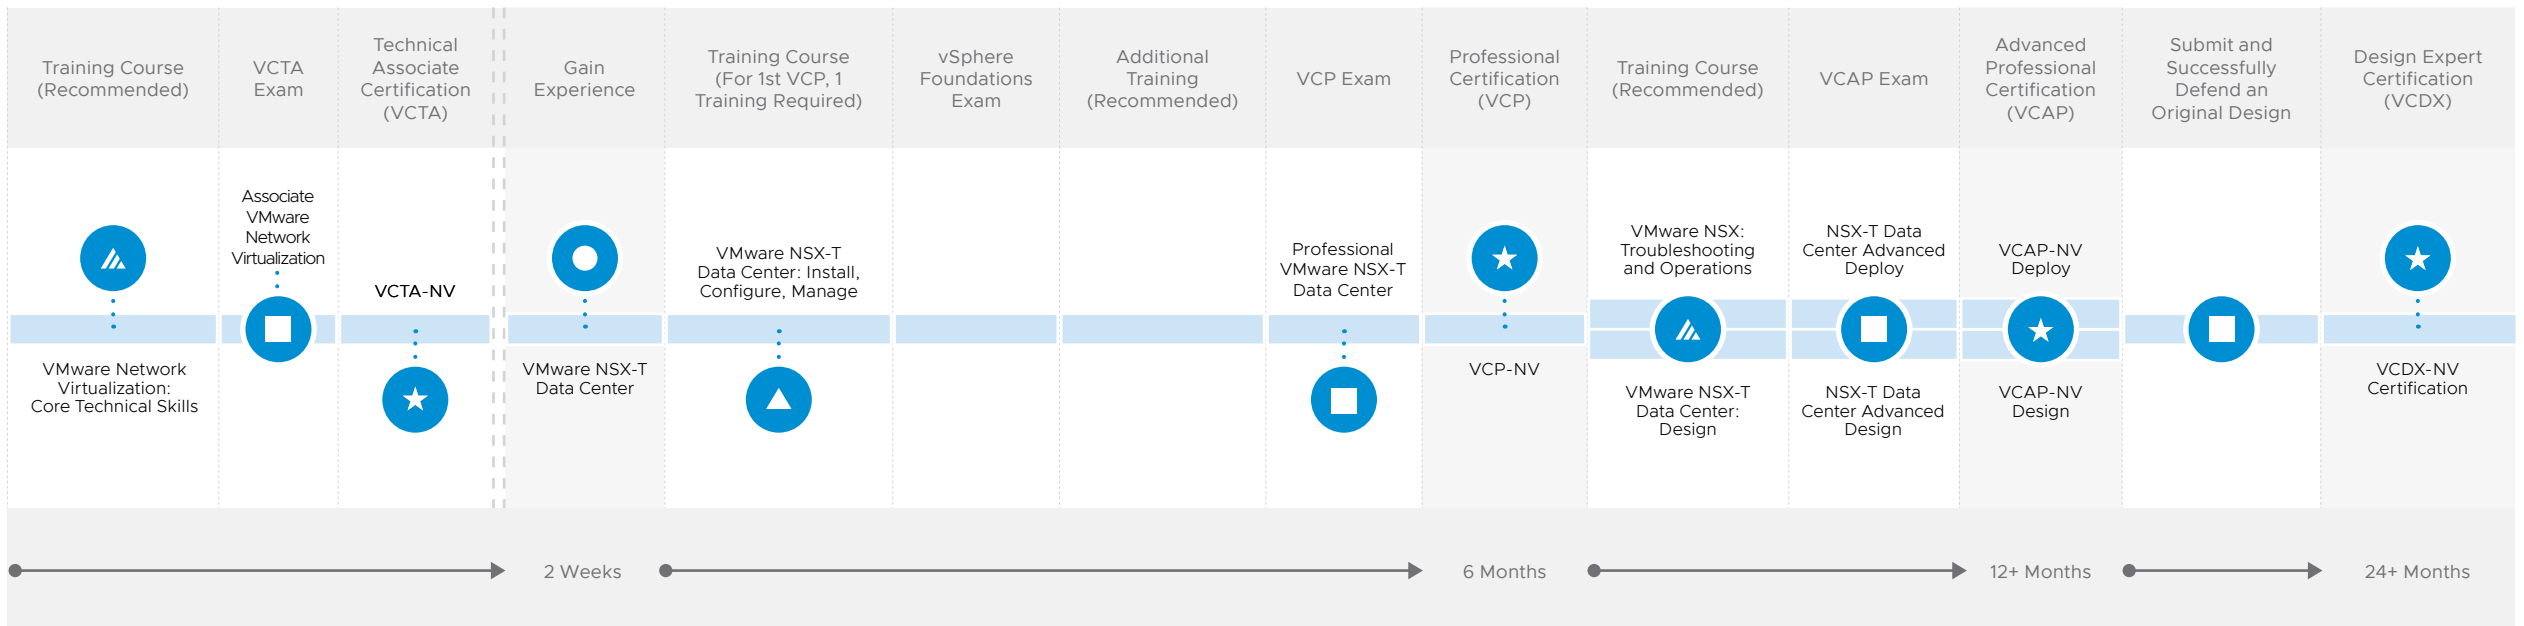 Training Course
(Recommended)
VCTA
Exam
Technical
Associate
Certification
(VCTA)
Gain
Experience
Training Course
(For 1st VCP, 1
Training Required)
vSphere
Foundations
Exam
Additional
Training
(Recommended)
VCP Exam
Professional
Certification
(VCP)
Training Course
(Recommended)
VCAP Exam
Advanced
Professional
Certification
(VCAP)
Submit and
Successfully
Defend an
Original Design
Design Expert
Certification
(VCDX)
VMware Network
Virtualization:
Core Technical Skills
Associate
VMware
Network
Virtualization
VCTA-NV
VMware NSX-T
Data Center
VMware NSX-T
Data Center: Install,
Configure, Manage
Professional
VMware NSX-T
Data Center
VCP-NV
VMware NSX:
Troubleshooting
and Operations
VMware NSX-T
Data Center:
Design
NSX-T Data
Center Advanced
Deploy
NSX-T Data
Center Advanced
Design
VCAP-NV
Deploy
VCAP-NV
Design
VCDX-NV
Certification
2 Weeks
6 Months
12+ Months
24+ Months